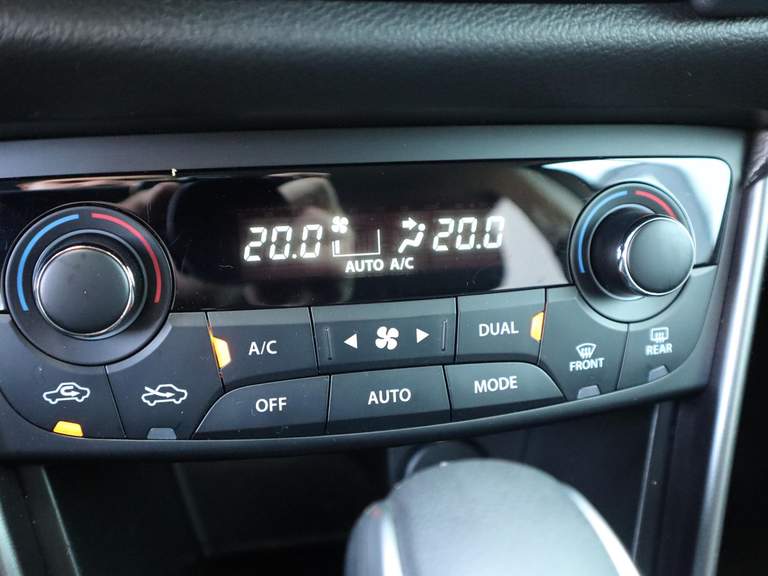 20.0 20.0
AUTO A/C
A/C DUAL
FRONT REAR
OFF AUTO MODE